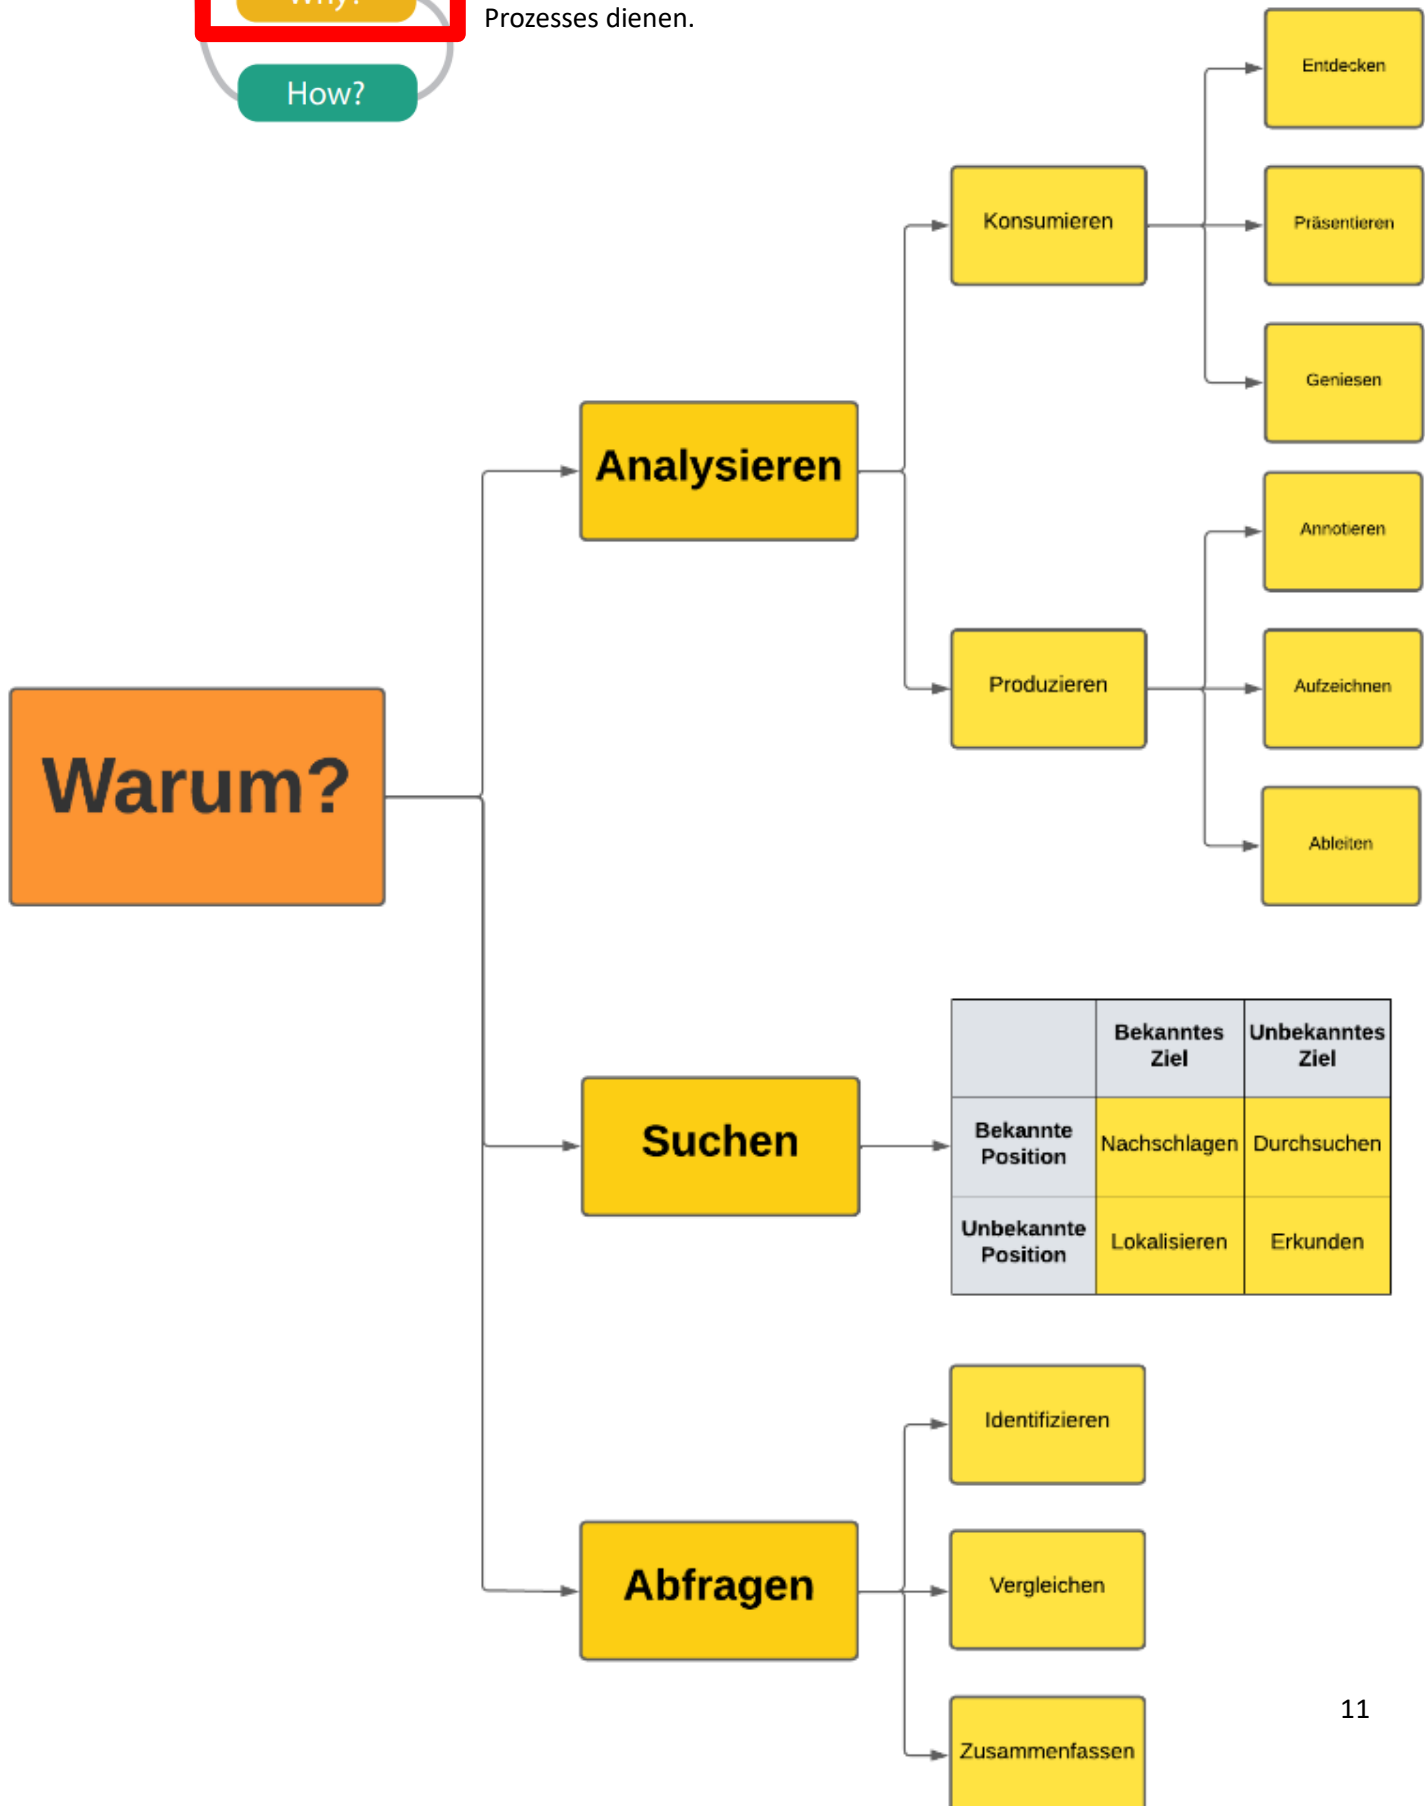 Why?
Prozesses dienen.
How?
Entdecken
Konsumieren
Präsentieren
Geniesen
Analysieren
Annotieren
Produzieren
Aufzeichnen
Ableiten
Warum?
Bekanntes
Ziel
Unbekanntes
Ziel
Bekannte
Position
Nachschlagen
Durchsuchen
Suchen
Unbekannte
Position
Lokalisieren
Erkunden
Identifizieren
Abfragen
Vergleichen
Zusammenfassen
11